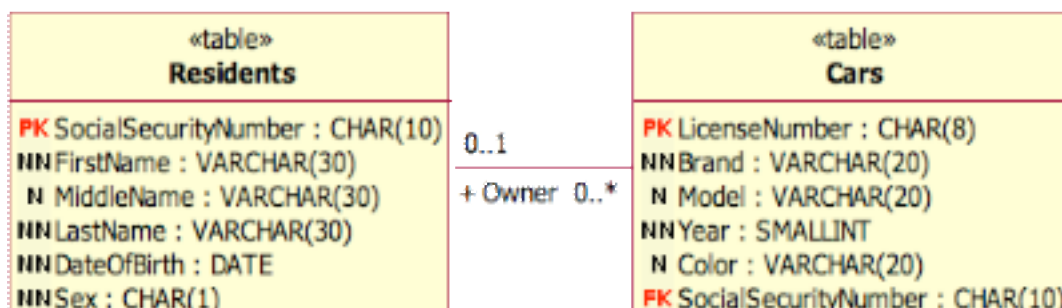 «table»
Residents
PK SocialSecurityNumber : CHAR(10)
NN FirstName : VARCHAR(30)
N MiddleName : VARCHAR(30)
NN LastName : VARCHAR(30)
NN DateOfBirth : DATE
NN Sex : CHAR(1)
0..1
+ Owner 0..*
«table»
Cars
PK LicenseNumber : CHAR(8)
NN Brand : VARCHAR(20)
N Model : VARCHAR(20)
NN Year : SMALLINT
N Color : VARCHAR(20)
FK SocialSecurityNumber : CHAR(10)